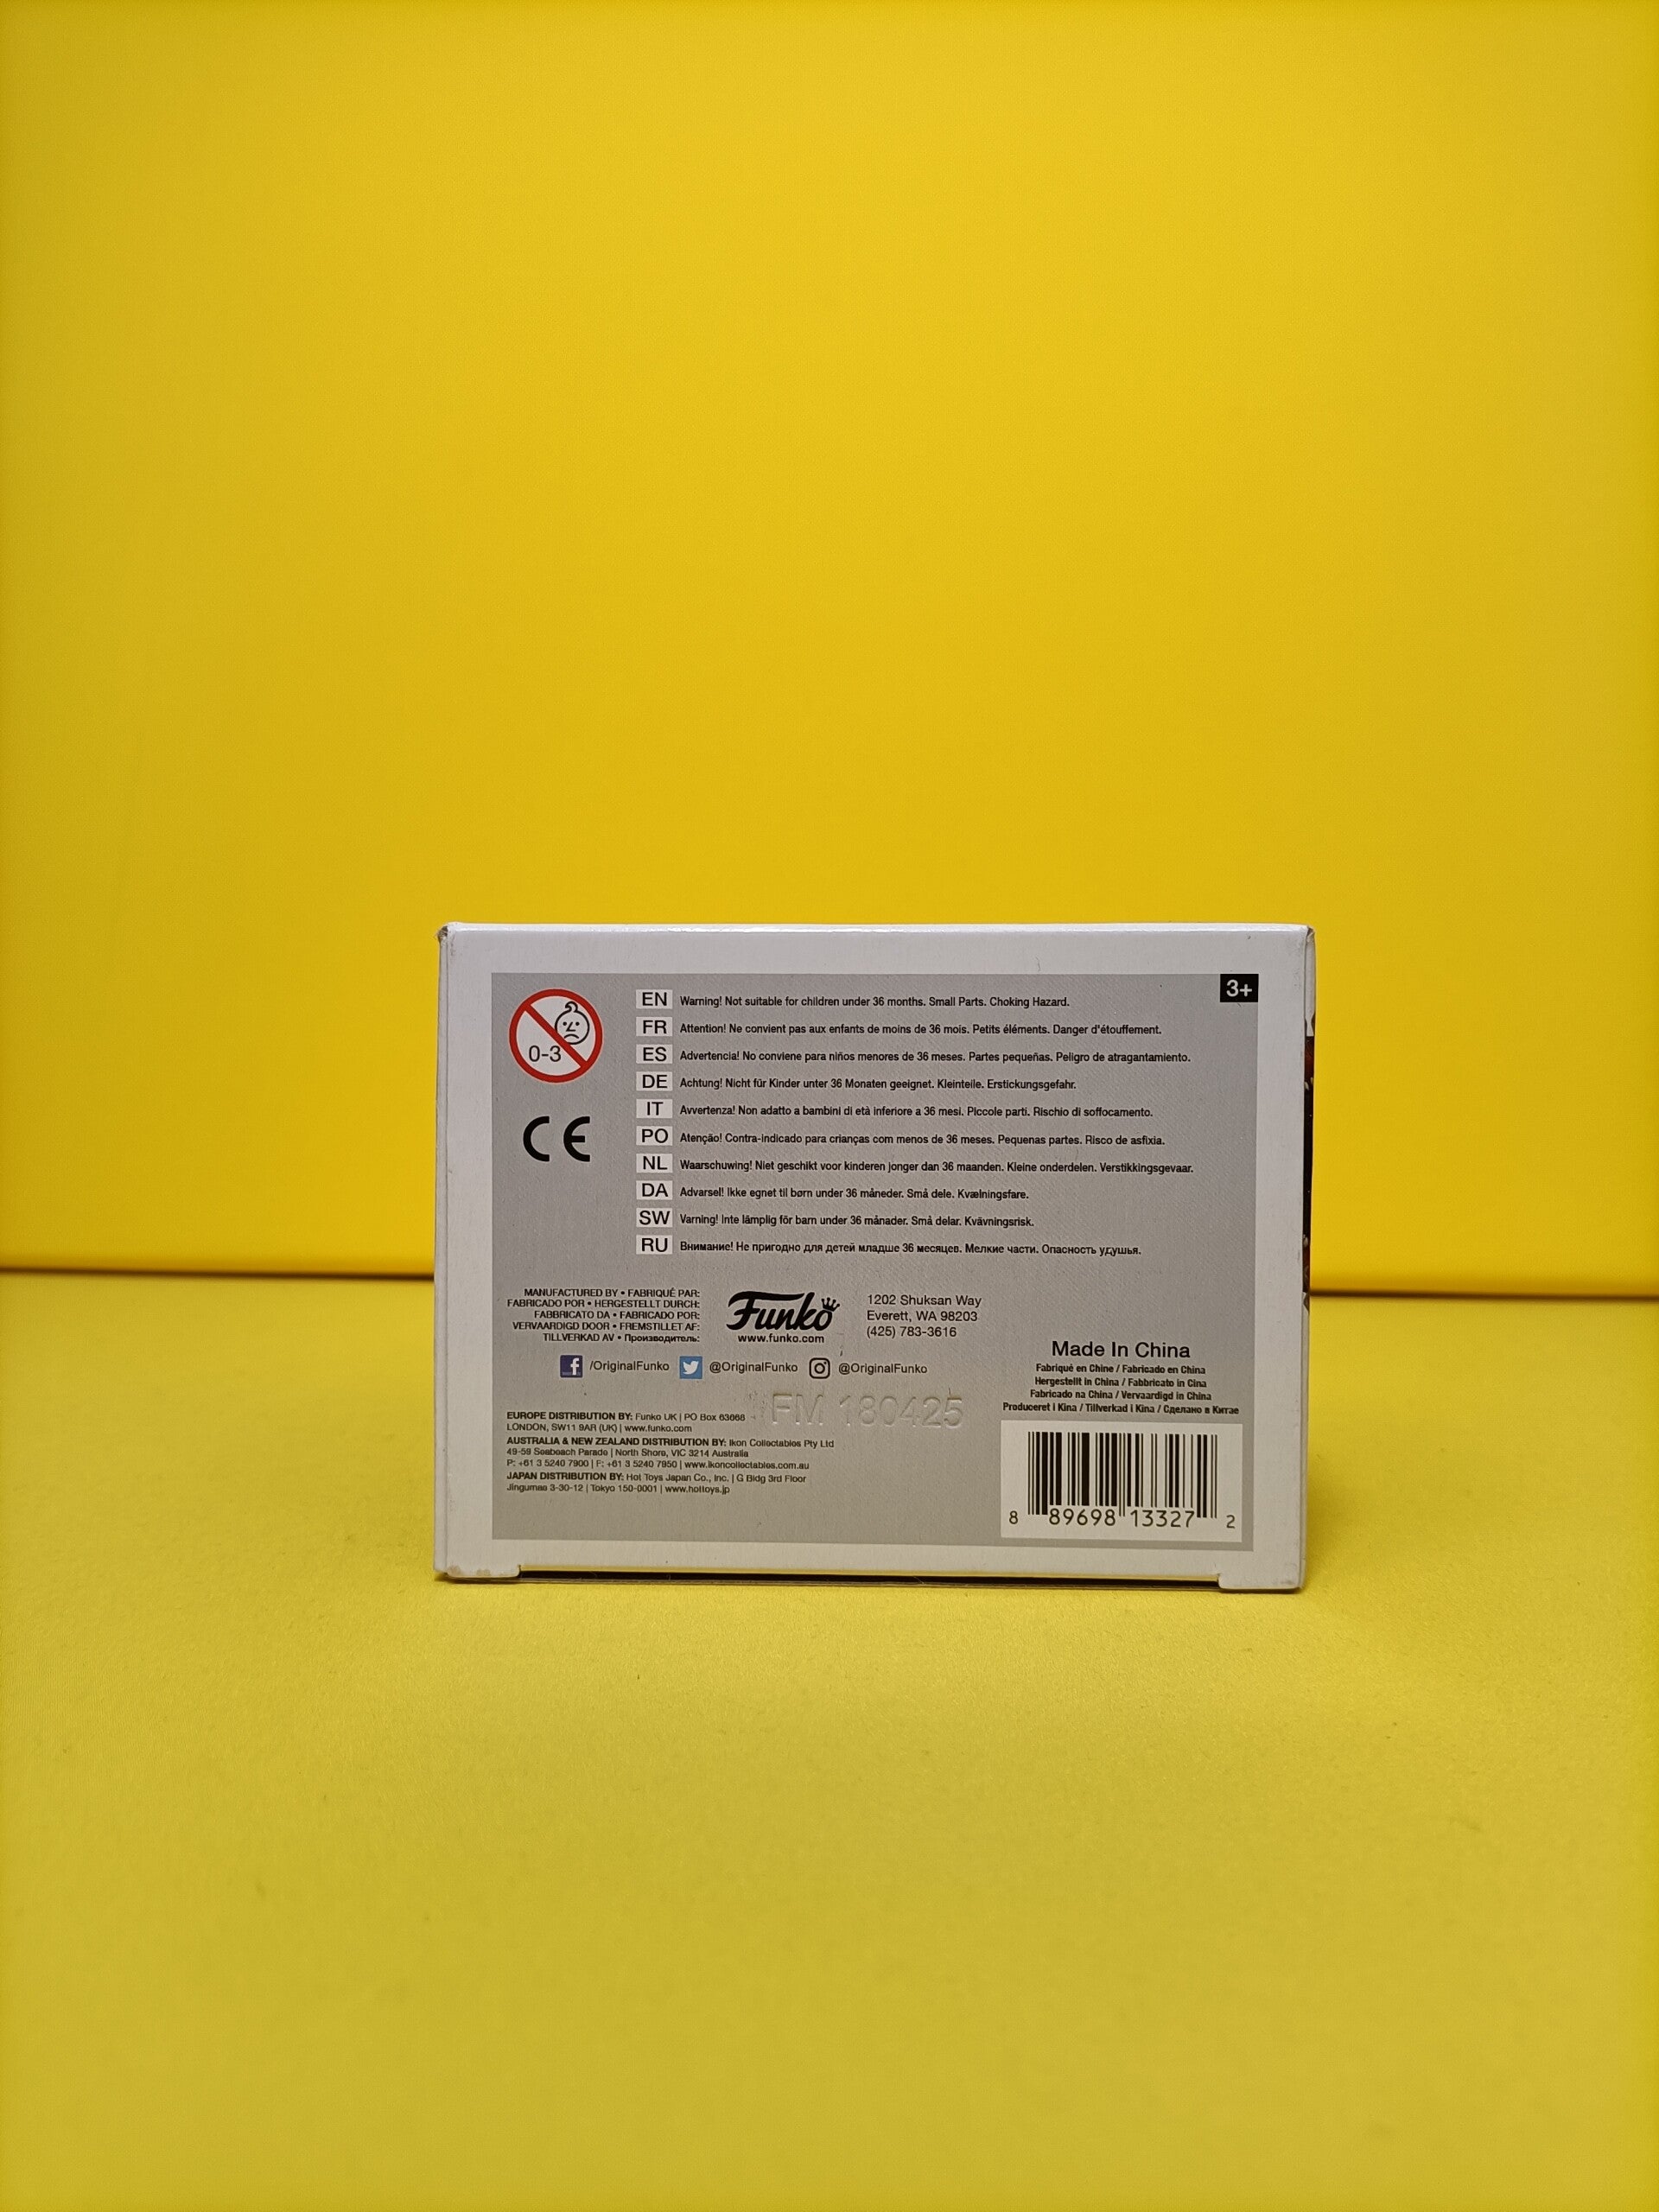 3+
0-3
CE
EN Warning! Not suitable for children under 36 months. Small Parts. Choking Hazard.
FR Attention! Ne convient pas aux enfants de moins de 36 mois. Petits éléments. Danger d'étouffement.
ES Advertencia! No conviene para niños menores de 36 meses. Partes pequeñas. Peligro de atragantamiento.
DE Achtung! Nicht für Kinder unter 36 Monaten geeignet. Kleinteile. Erstickungsgefahr.
IT Avvertenza! Non adatto a bambini di età inferiore a 36 mesi. Piccole parti. Rischio di soffocamento.
PO Atenção! Contra-indicado para crianças com menos de 36 meses. Pequenas partes. Risco de asfixia.
NL Waarschuwing! Niet geschikt voor kinderen jonger dan 36 maanden. Kleine onderdelen. Verstikkingsgevaar.
DA Advarsel! Ikke egnet til børn under 36 måneder. Små dele. Kvælningsfare.
SW Varning! Inte lämplig för barn under 36 månader. Små delar. Kvävningsrisk.
RU Внимание! Не пригодно для детей младше 36 месяцев. Мелкие части. Опасность удушья.
MANUFACTURED BY • FABRIQUÉ PAR:
FABRICADO POR • HERGESTELLT DURCH:
FABBRICATO DA • FABRICADO POR:
VERVAARDIGD DOOR • FREMSTILLET AF:
TILLVERKAD AV • Производитель:
Funko
www.funko.com
1202 Shuksan Way
Everett, WA 98203
(425) 783-3616
/OriginalFunko @OriginalFunko @OriginalFunko
FM 180425
EUROPE DISTRIBUTION BY: Funko UK | PO Box 63068
LONDON, SW11 9AR (UK) | www.funko.com
AUSTRALIA & NEW ZEALAND DISTRIBUTION BY: Ikon Collectables Pty Ltd
49-59 Seabeach Parade | North Shore, VIC 3214 Australia
P: +61 3 5240 7900 | F: +61 3 5240 7950 | www.ikoncollectables.com.au
JAPAN DISTRIBUTION BY: Hot Toys Japan Co., Inc. | G Bldg 3rd Floor
Jingumae 3-30-12 | Tokyo 150-0001 | www.hottoys.jp
Made In China
Fabriqué en Chine / Fabricado en China
Hergestellt in China / Fabbricato in Cina
Fabricado na China / Vervaardigd in China
Produceret i Kina / Tillverkad i Kina / Сделано в Китае
8 89698 13327 2